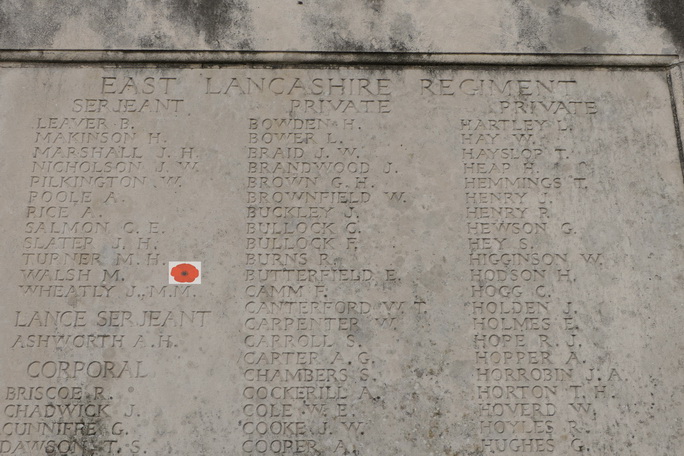 EAST LANCASHIRE REGIMENT
SERJEANT
LEAVER B.
MAKINSON H.
MARSHALL J. H.
NICHOLSON J. W.
PILKINGTON W.
POOLE A.
RICE A.
SALMON C. E.
SLATER J. H.
TURNER M. H.
WALSH M.
WHEATLY J., M.M.
LANCE SERJEANT
ASHWORTH A. H.
CORPORAL
BRISCOE R.
CHADWICK J.
CUNNIFFE G.
DAWSON T. S.
PRIVATE
BOWDEN H.
BOWER L.
BRAID J. W.
BRANDWOOD J.
BROWN G. H.
BROWNFIELD W.
BUCKLEY J.
BULLOCK G.
BULLOCK F.
BURNS R.
BUTTERFIELD E.
CAMM F.
CANTERFORD W. T.
CARPENTER W.
CARROLL S.
CARTER A. G.
CHAMBERS S.
COCKERILL A.
COLE W. E.
COOKE J. W.
COOPER A.
PRIVATE
HARTLEY L.
HAY W.
HAYSLOP T.
HEAP H.
HEMMINGS T.
HENRY J.
HENRY R.
HEWSON G.
HEY S.
HIGGINSON W.
HODSON H.
HOGG C.
HOLDEN J.
HOLMES E.
HOPE R. J.
HOPPER A.
HORROBIN J. A.
HORTON T. H.
HOVERD W.
HOYLES R.
HUGHES G.